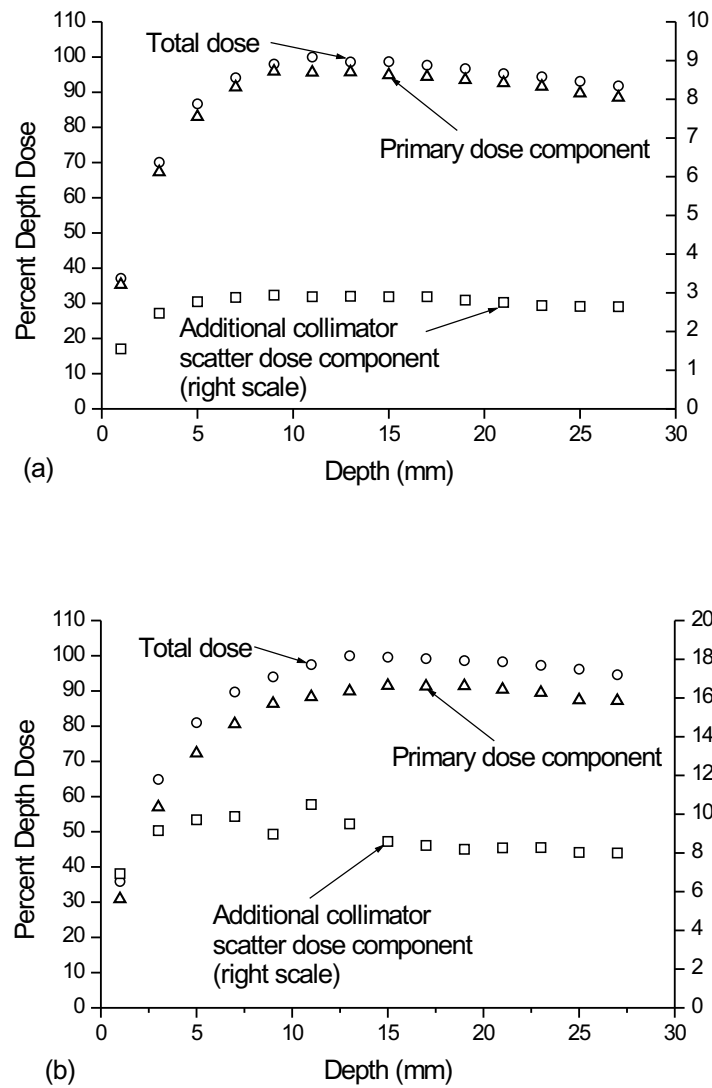 110
100
90
80
70
60
50
40
30
20
10
0
Percent Depth Dose
10
9
8
7
6
5
4
3
2
1
0
Total dose
Primary dose component
Additional collimator
scatter dose component
(right scale)
0 5 10 15 20 25 30
(a)
Depth (mm)
110
100
90
80
70
60
50
40
30
20
10
0
Percent Depth Dose
20
18
16
14
12
10
8
6
4
2
0
Total dose
Primary dose component
Additional collimator
scatter dose component
(right scale)
0 5 10 15 20 25 30
(b)
Depth (mm)